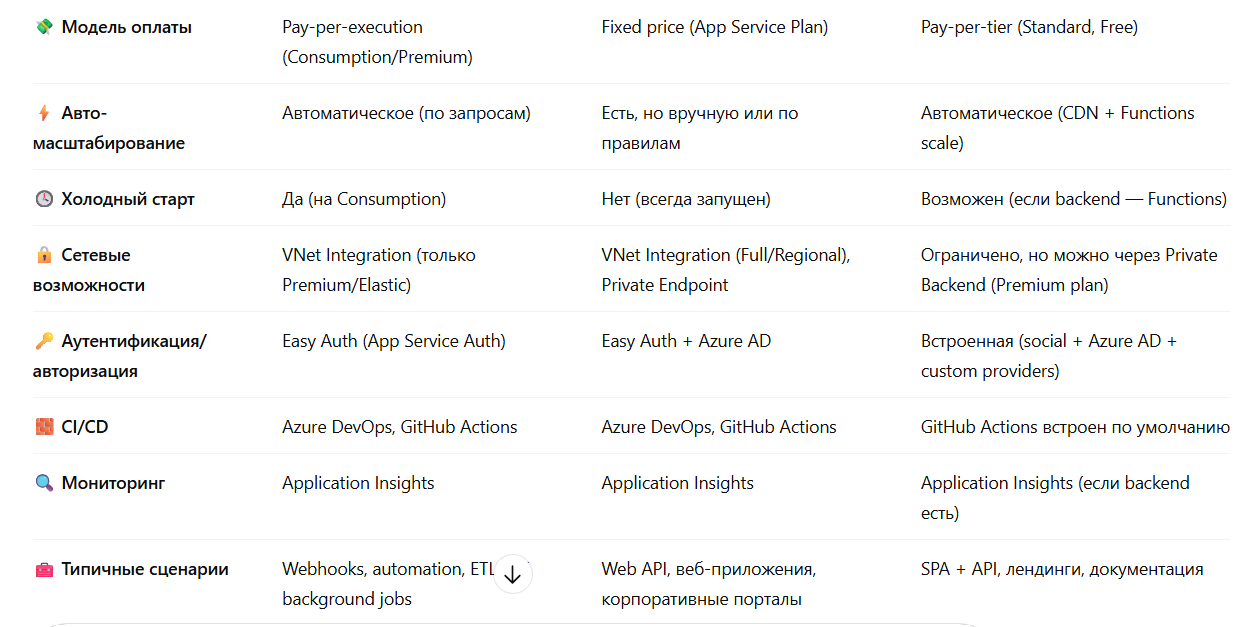 💸 Модель оплаты
Pay-per-execution
(Consumption/Premium)
Fixed price (App Service Plan)
Pay-per-tier (Standard, Free)
⚡ Авто-
масштабирование
Автоматическое (по запросам)
Есть, но вручную или по
правилам
Автоматическое (CDN + Functions
scale)
🕓 Холодный старт
Да (на Consumption)
Нет (всегда запущен)
Возможен (если backend — Functions)
🔒 Сетевые
возможности
VNet Integration (только
Premium/Elastic)
VNet Integration (Full/Regional),
Private Endpoint
Ограничено, но можно через Private
Backend (Premium plan)
🔑 Аутентификация/
авторизация
Easy Auth (App Service Auth)
Easy Auth + Azure AD
Встроенная (social + Azure AD +
custom providers)
🧱 CI/CD
Azure DevOps, GitHub Actions
Azure DevOps, GitHub Actions
GitHub Actions встроен по умолчанию
🔍 Мониторинг
Application Insights
Application Insights
Application Insights (если backend
есть)
🧰 Типичные сценарии
Webhooks, automation, ETL
background jobs
Web API, веб-приложения,
корпоративные порталы
SPA + API, лендинги, документация